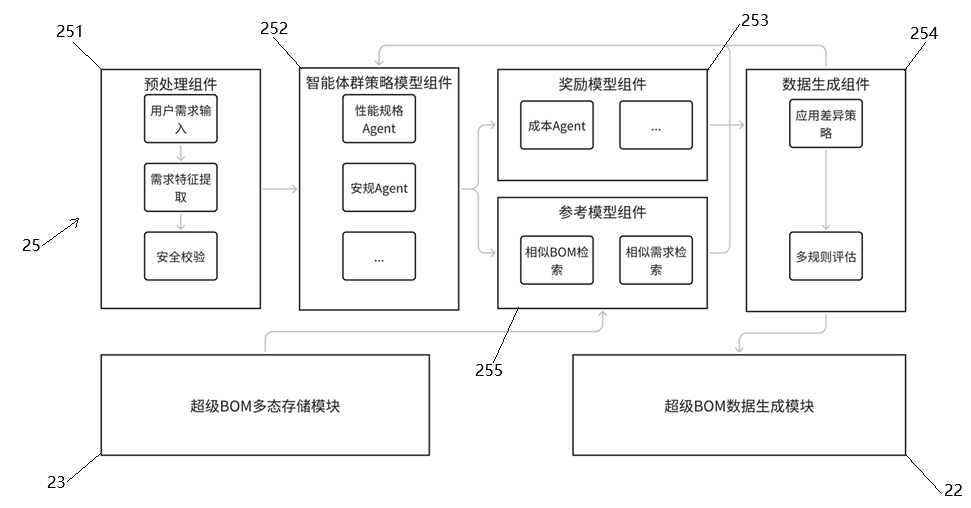 251
252
253
254
预处理组件
用户需求输
入
需求特征提
取
安全校验
智能体群策略模型组件
性能规格
Agent
安规Agent
...
奖励模型组件
成本Agent
...
参考模型组件
相似BOM检
索
相似需求检
索
数据生成组件
应用差异策
略
多规则评估
25
255
超级BOM多态存储模块
超级BOM数据生成模块
23
22